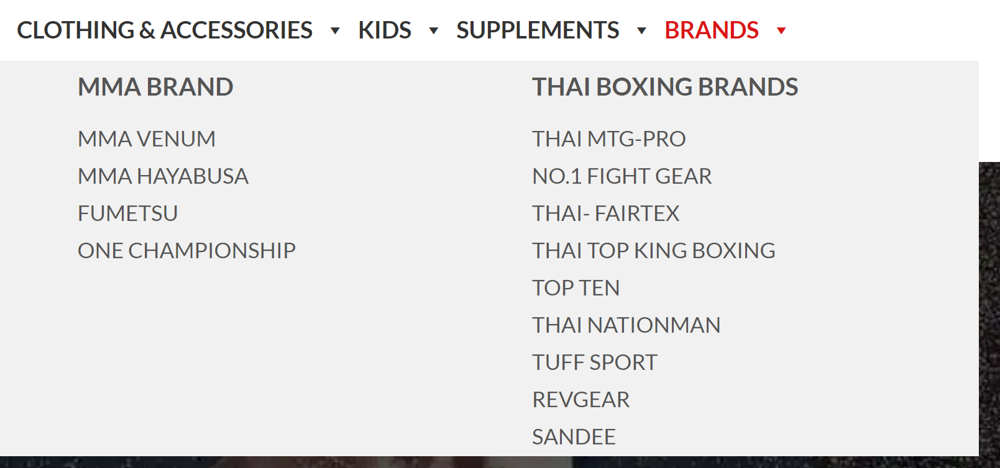 CLOTHING & ACCESSORIES ▼ KIDS ▼ SUPPLEMENTS ▼ BRANDS ▼
MMA BRAND
MMA VENUM
MMA HAYABUSA
FUMETSU
ONE CHAMPIONSHIP
THAI BOXING BRANDS
THAI MTG-PRO
NO.1 FIGHT GEAR
THAI- FAIRTEX
THAI TOP KING BOXING
TOP TEN
THAI NATIONMAN
TUFF SPORT
REVGEAR
SANDEE